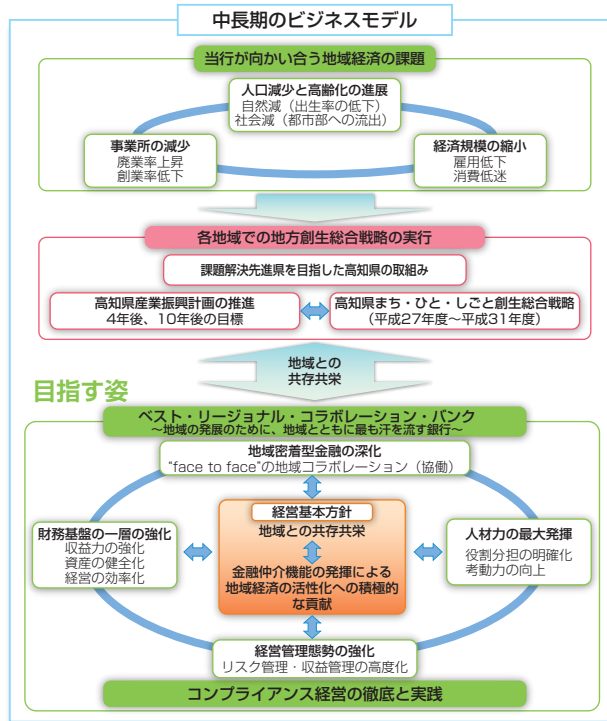 中長期のビジネスモデル
当行が向かい合う地域経済の課題
人口減少と高齢化の進展
自然減（出生率の低下）
社会減（都市部への流出）
事業所の減少
廃業率上昇
創業率低下
経済規模の縮小
雇用低下
消費低迷
各地域での地方創生総合戦略の実行
課題解決先進県を目指した高知県の取組み
高知県産業振興計画の推進
4年後、10年後の目標
高知県まち・ひと・しごと創生総合戦略
（平成27年度～平成31年度）
地域との
共存共栄
目指す姿
ベスト・リージョナル・コラボレーション・バンク
～地域の発展のために、地域とともに最も汗を流す銀行～
地域密着型金融の深化
“face to face”の地域コラボレーション（協働）
財務基盤の一層の強化
収益力の強化
資産の健全化
経営の効率化
経営基本方針
地域との共存共栄
金融仲介機能の発揮による
地域経済の活性化への積極的
な貢献
人材力の最大発揮
役割分担の明確化
考動力の向上
経営管理態勢の強化
リスク管理・収益管理の高度化
コンプライアンス経営の徹底と実践